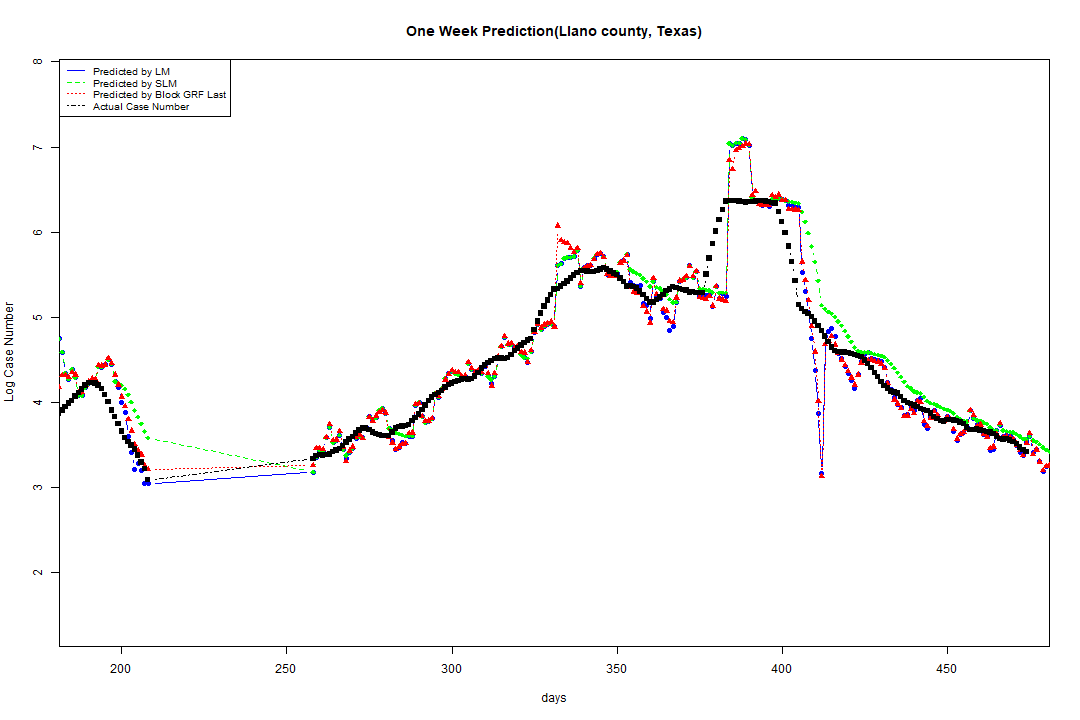 One Week Prediction(Llano county, Texas)
Predicted by LM
Predicted by SLM
Predicted by Block GRF Last
Actual Case Number
8
7
6
5
4
3
2
Log Case Number
200 250 300 350 400 450
days